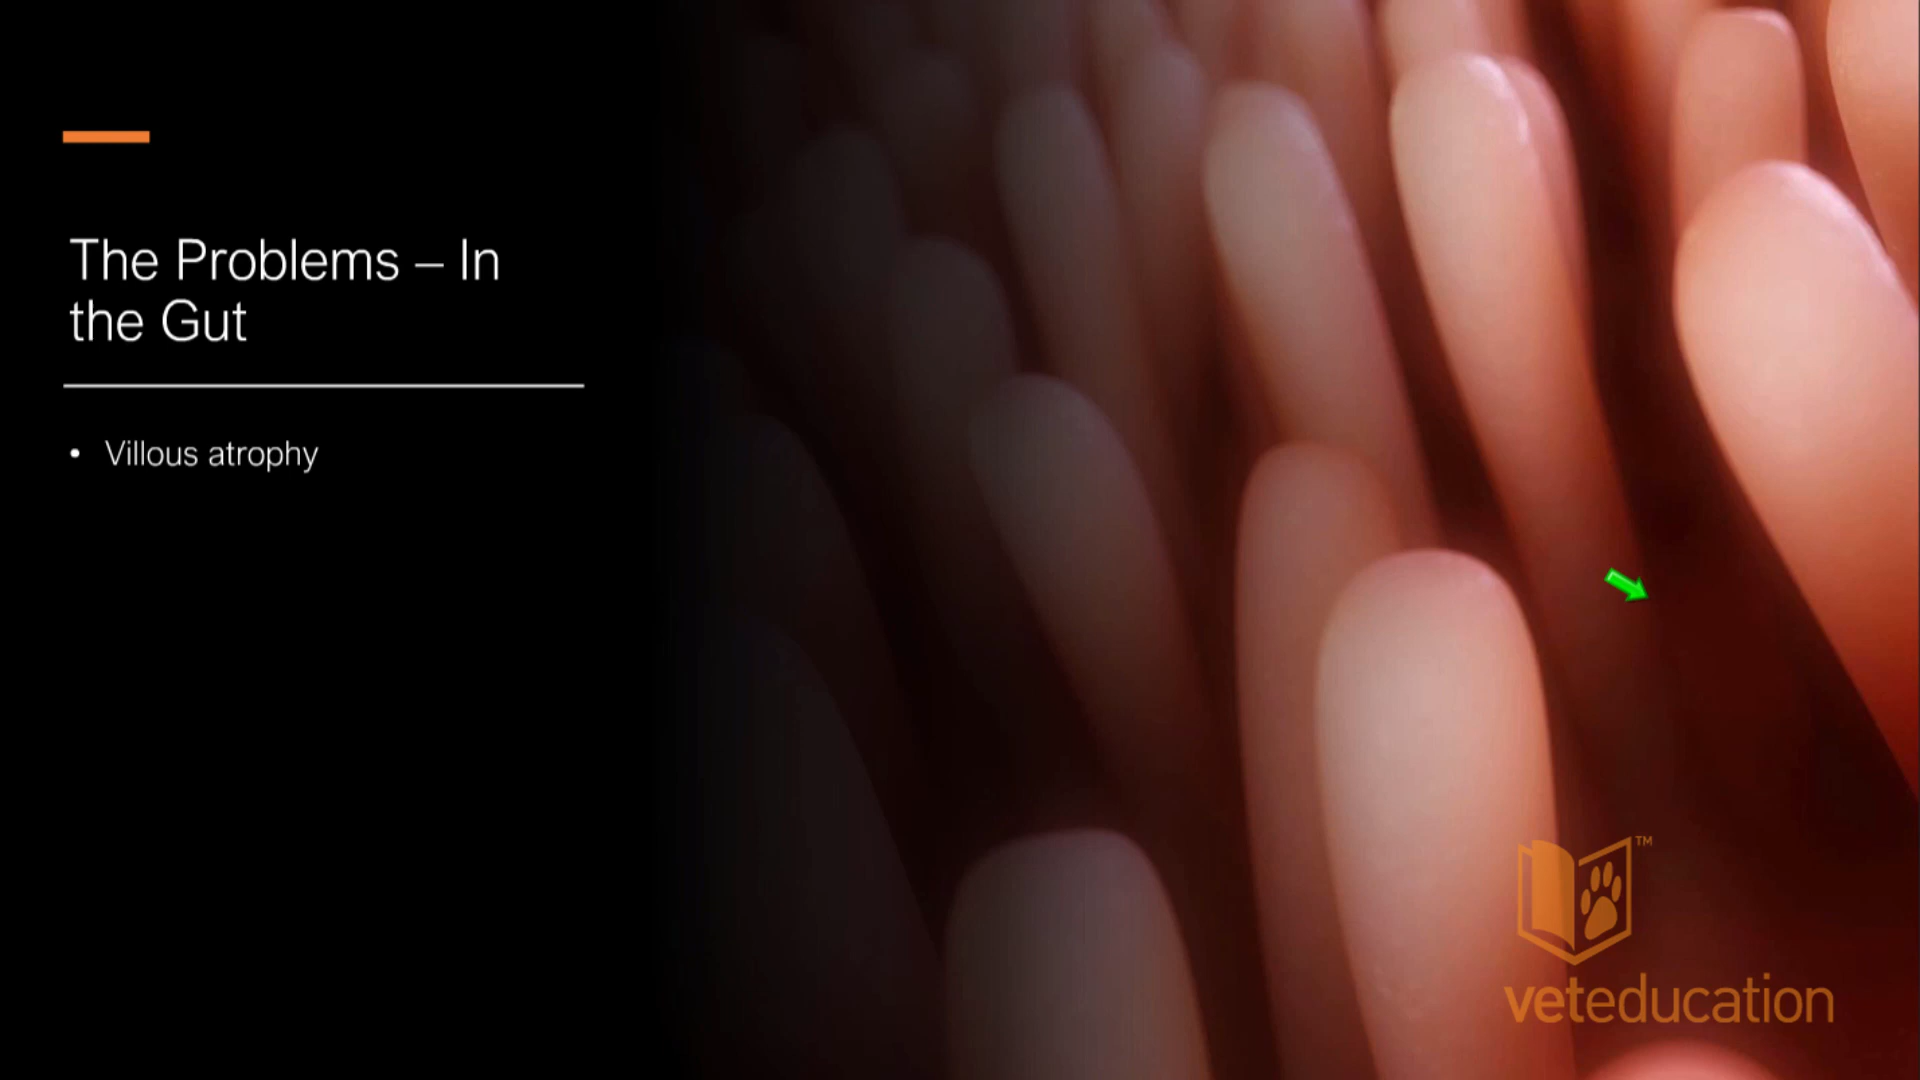 The Problems – In
the Gut
• Villous atrophy
TM
veteducation